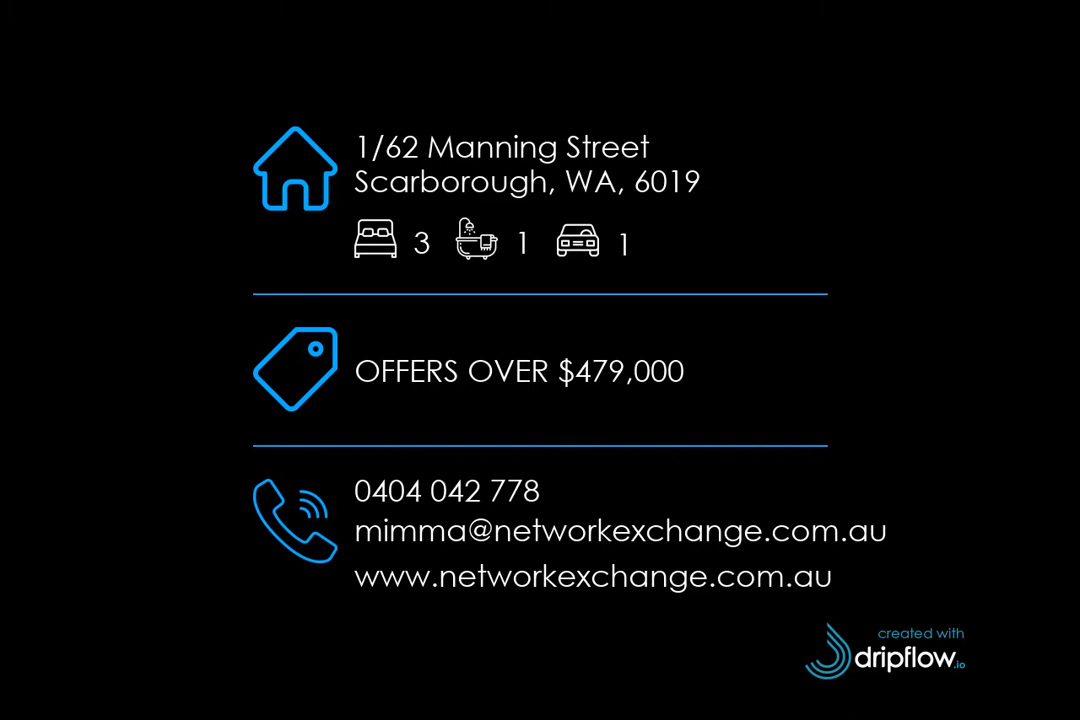 1/62 Manning Street
Scarborough, WA, 6019
3 1 1
OFFERS OVER $479,000
0404 042 778
mimma@networkexchange.com.au
www.networkexchange.com.au
created with
dripflow.io